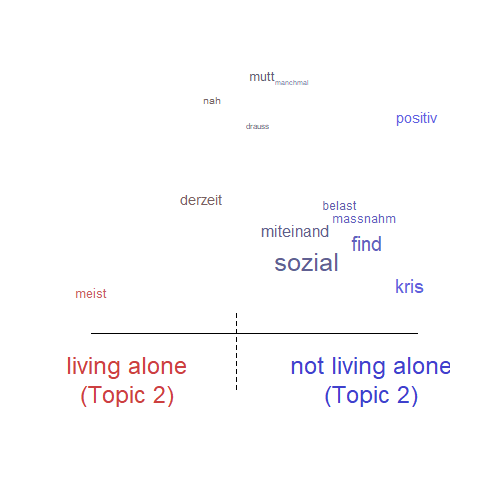 mutt
manchmal
nah
positiv
drauss
derzeit
belast
massnahm
miteinand
find
sozial
kris
meist
living alone
(Topic 2)
not living alone
(Topic 2)